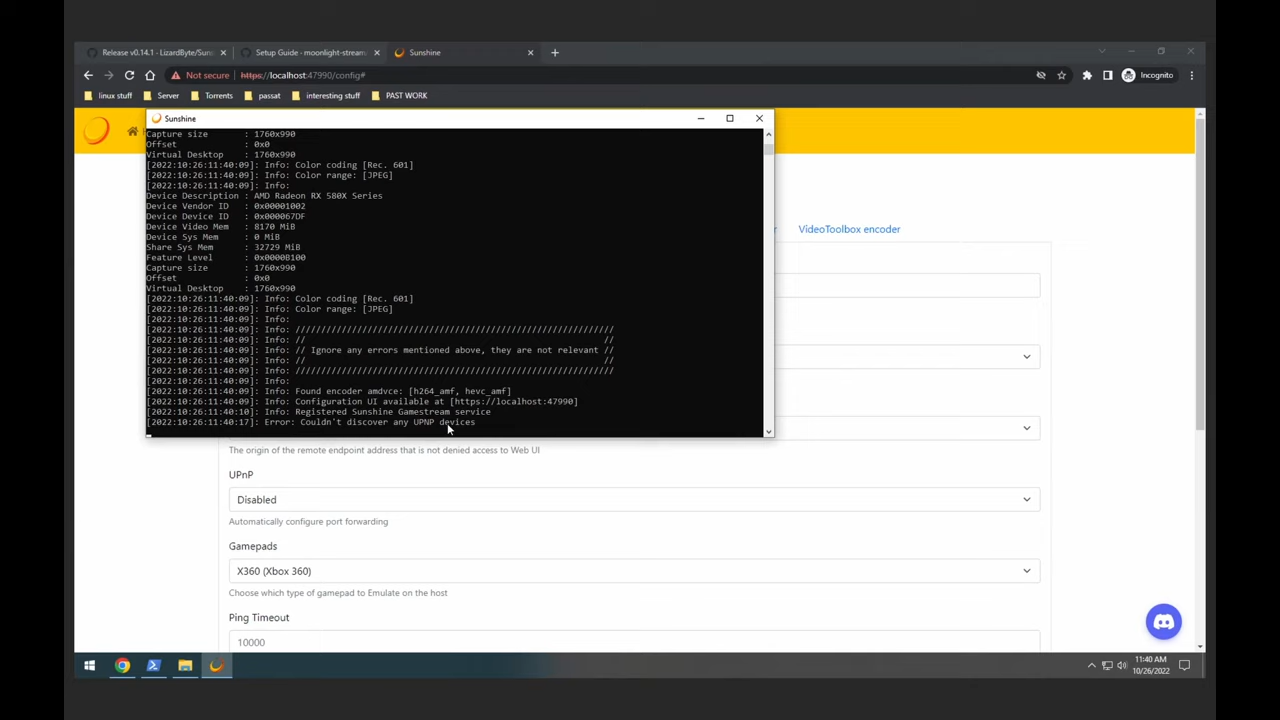 Release v0.14.1 - LizardByte/Sun
Setup Guide - moonlight-stream
Sunshine
Not secure
https://localhost:47990/config#
Incognito
linux stuff
Server
Torrents
passat
interesting stuff
PAST WORK
Sunshine
Capture size : 1760x990
Offset : 0x0
Virtual Desktop : 1760x990
[2022:10:26:11:40:09]: Info: Color coding [Rec. 601]
[2022:10:26:11:40:09]: Info: Color range: [JPEG]
[2022:10:26:11:40:09]: Info:
Device Description : AMD Radeon RX 580X Series
Device Vendor ID : 0x00001002
Device Device ID : 0x000067DF
Device Video Mem : 8170 MiB
Device Sys Mem : 0 MiB
Share Sys Mem : 32729 MiB
Feature Level : 0x0000B100
Capture size : 1760x990
Offset : 0x0
Virtual Desktop : 1760x990
[2022:10:26:11:40:09]: Info: Color coding [Rec. 601]
[2022:10:26:11:40:09]: Info: Color range: [JPEG]
[2022:10:26:11:40:09]: Info:
[2022:10:26:11:40:09]: Info: //////////////////////////////////////////////////////////////
[2022:10:26:11:40:09]: Info: // //
[2022:10:26:11:40:09]: Info: // Ignore any errors mentioned above, they are not relevant //
[2022:10:26:11:40:09]: Info: // //
[2022:10:26:11:40:09]: Info: //////////////////////////////////////////////////////////////
[2022:10:26:11:40:09]: Info:
[2022:10:26:11:40:09]: Info: Found encoder amdvce: [h264_amf, hevc_amf]
[2022:10:26:11:40:09]: Info: Configuration UI available at [https://localhost:47990]
[2022:10:26:11:40:10]: Info: Registered Sunshine Gamestream service
[2022:10:26:11:40:17]: Error: Couldn't discover any UPNP devices
VideoToolbox encoder
The origin of the remote endpoint address that is not denied access to Web UI
UPnP
Disabled
Automatically configure port forwarding
Gamepads
X360 (Xbox 360)
Choose which type of gamepad to Emulate on the host
Ping Timeout
10000
11:40 AM
10/26/2022